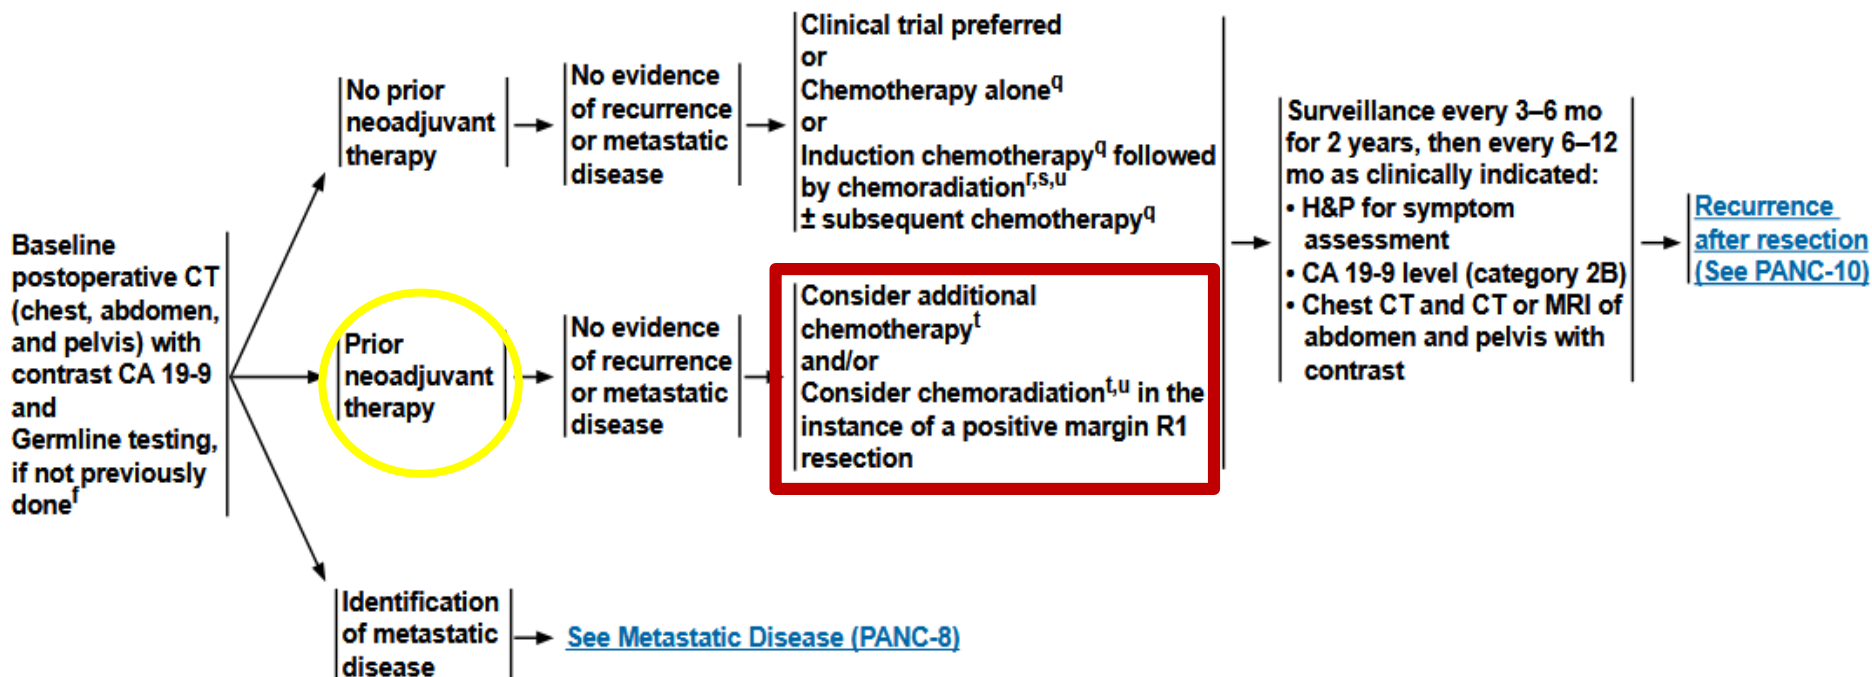 Baseline
postoperative CT
(chest, abdomen,
and pelvis) with
contrast CA 19-9
and
Germline testing,
if not previously
doneᶠ
No prior
neoadjuvant
therapy
No evidence
of recurrence
or metastatic
disease
Clinical trial preferred
or
Chemotherapy alone^q
or
Induction chemotherapy^q followed
by chemoradiation^r,s,u
± subsequent chemotherapy^q
Prior
neoadjuvant
therapy
No evidence
of recurrence
or metastatic
disease
Consider additional
chemotherapy^t
and/or
Consider chemoradiation^t,u in the
instance of a positive margin R1
resection
Surveillance every 3–6 mo
for 2 years, then every 6–12
mo as clinically indicated:
• H&P for symptom
assessment
• CA 19-9 level (category 2B)
• Chest CT and CT or MRI of
abdomen and pelvis with
contrast
Recurrence
after resection
(See PANC-10)
Identification
of metastatic
disease
See Metastatic Disease (PANC-8)